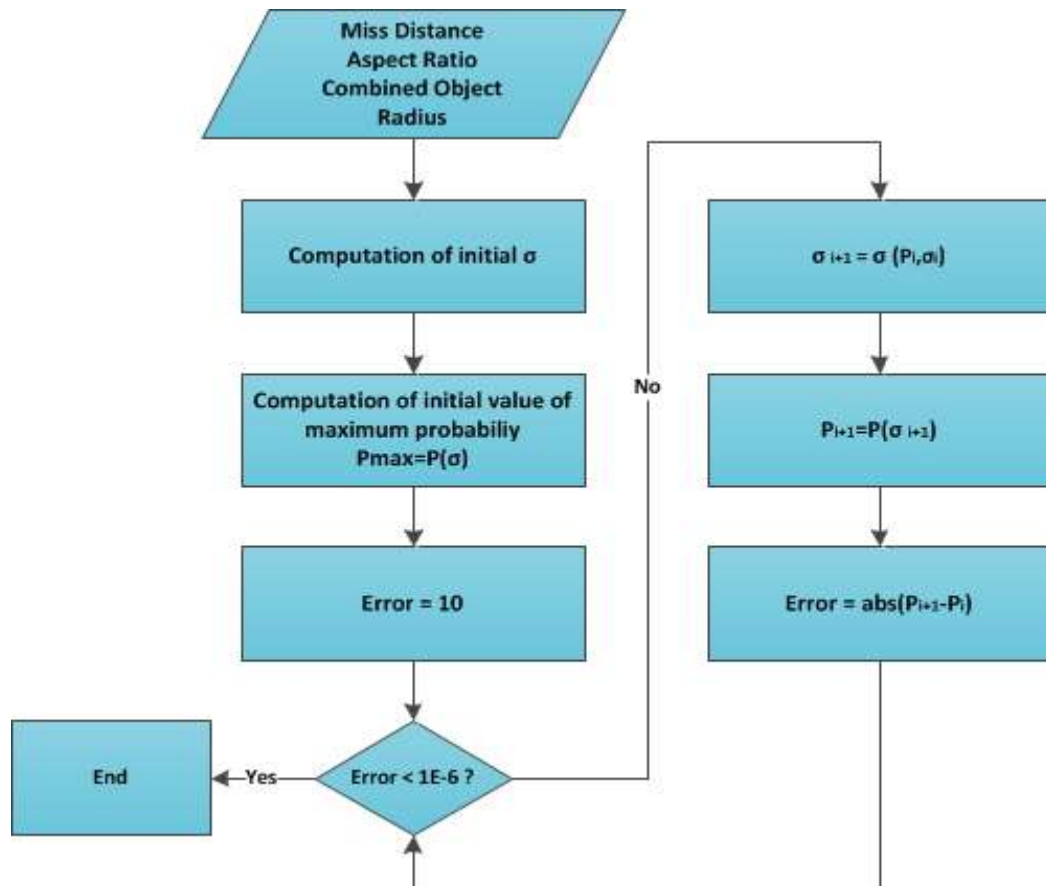 Miss Distance
Aspect Ratio
Combined Object
Radius
Computation of initial σ
Computation of initial value of
maximum probabiliy
Pmax=P(σ)
Error = 10
Error < 1E-6 ?
Yes
End
No
σ i+1 = σ (Pi,σi)
Pi+1=P(σ i+1)
Error = abs(Pi+1-Pi)